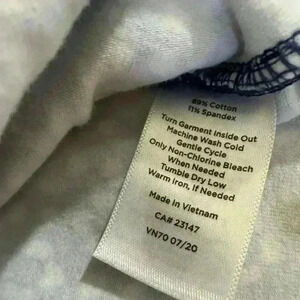 89% Cotton
11% Spandex
Turn Garment Inside Out
Machine Wash Cold
Gentle Cycle
Only Non-Chlorine Bleach
When Needed
Tumble Dry Low
Warm Iron, If Needed
Made in Vietnam
CA# 23147
VN70 07/20